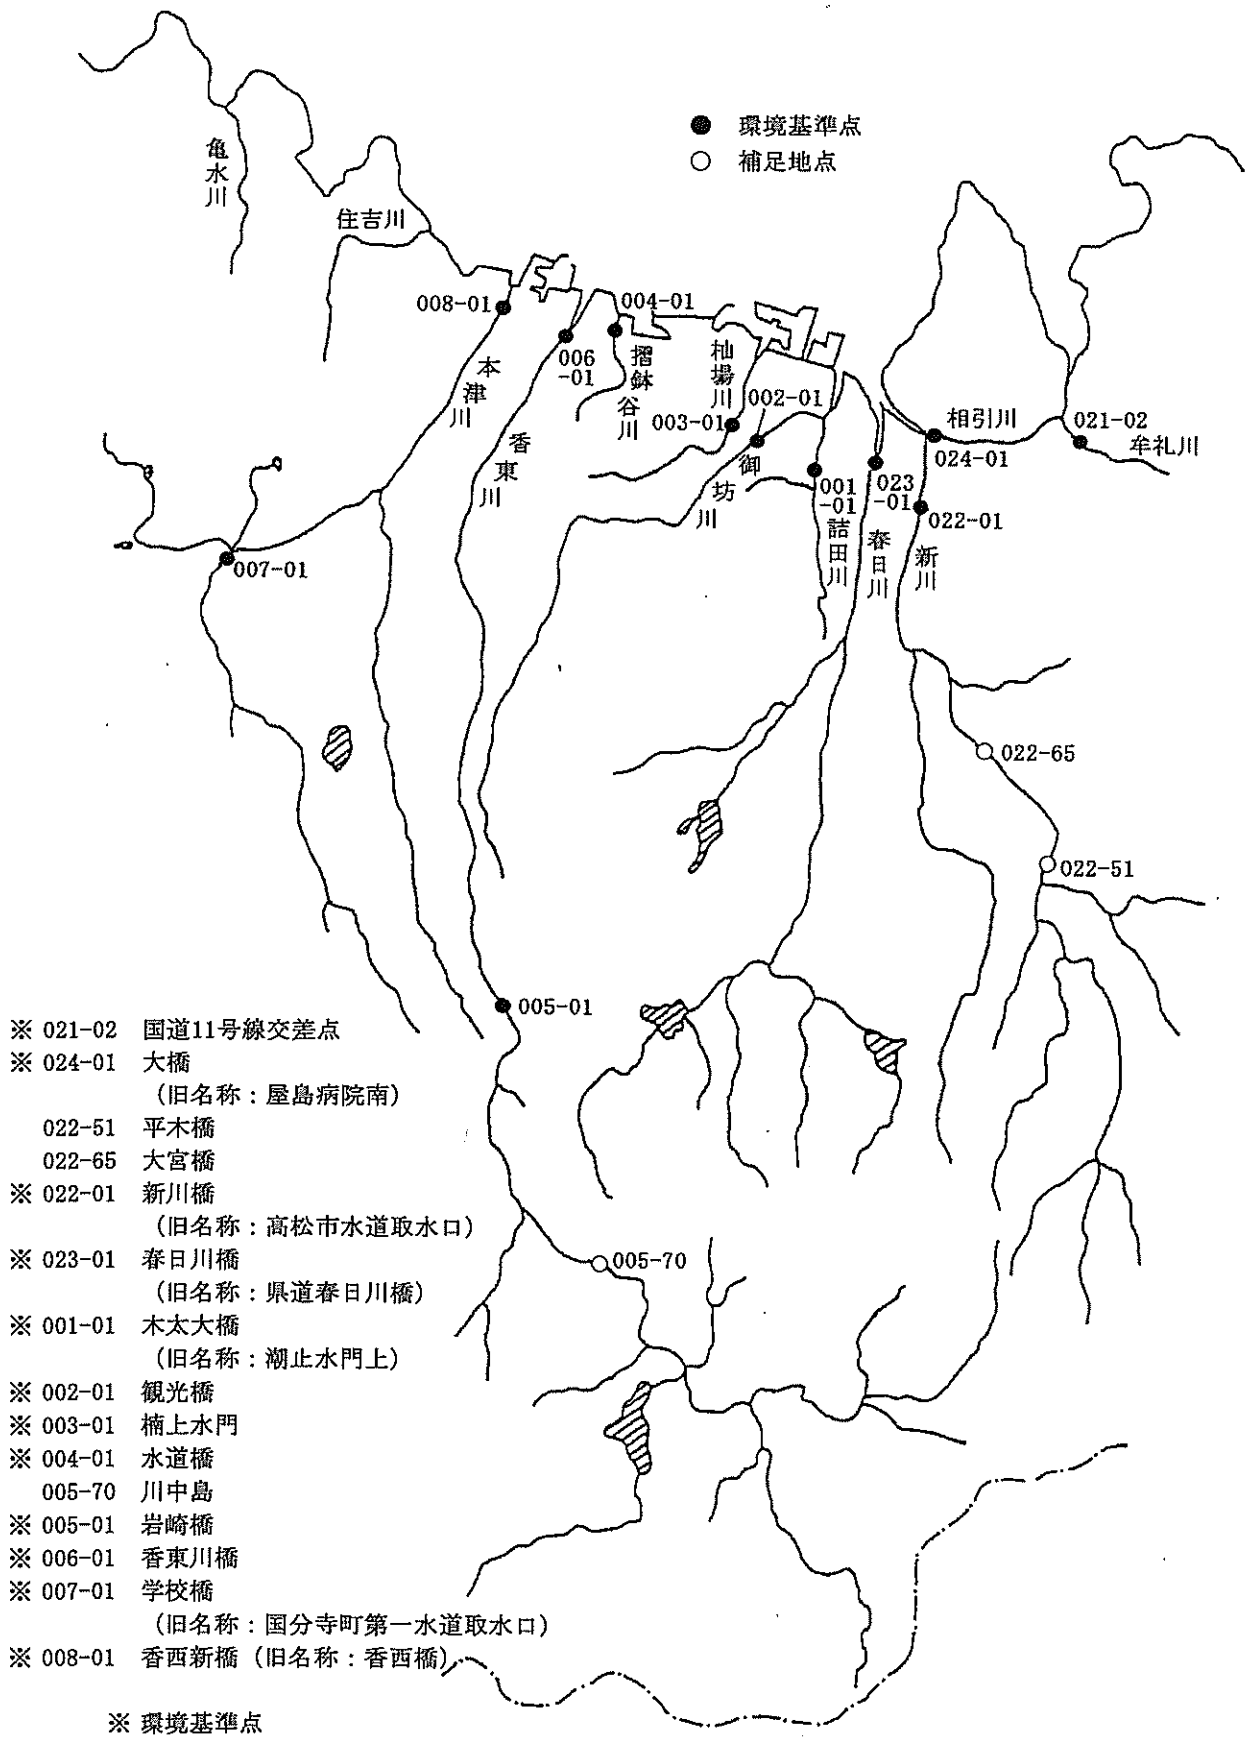 ● 環境基準点
○ 補足地点
亀水川
住吉川
008-01
004-01
006
-01
本津川
摺鉢谷川
杣場川
002-01
003-01
相引川
021-02
牟礼川
024-01
香東川
御坊川
001
-01
023
-01
022-01
詰田川
春日川
新川
007-01
022-65
022-51
005-01
005-70
※ 021-02 国道11号線交差点
※ 024-01 大橋
(旧名称:屋島病院南)
022-51 平木橋
022-65 大宮橋
※ 022-01 新川橋
(旧名称:高松市水道取水口)
※ 023-01 春日川橋
(旧名称:県道春日川橋)
※ 001-01 木太大橋
(旧名称:潮止水門上)
※ 002-01 観光橋
※ 003-01 楠上水門
※ 004-01 水道橋
005-70 川中島
※ 005-01 岩崎橋
※ 006-01 香東川橋
※ 007-01 学校橋
(旧名称:国分寺町第一水道取水口)
※ 008-01 香西新橋(旧名称:香西橋)
※ 環境基準点